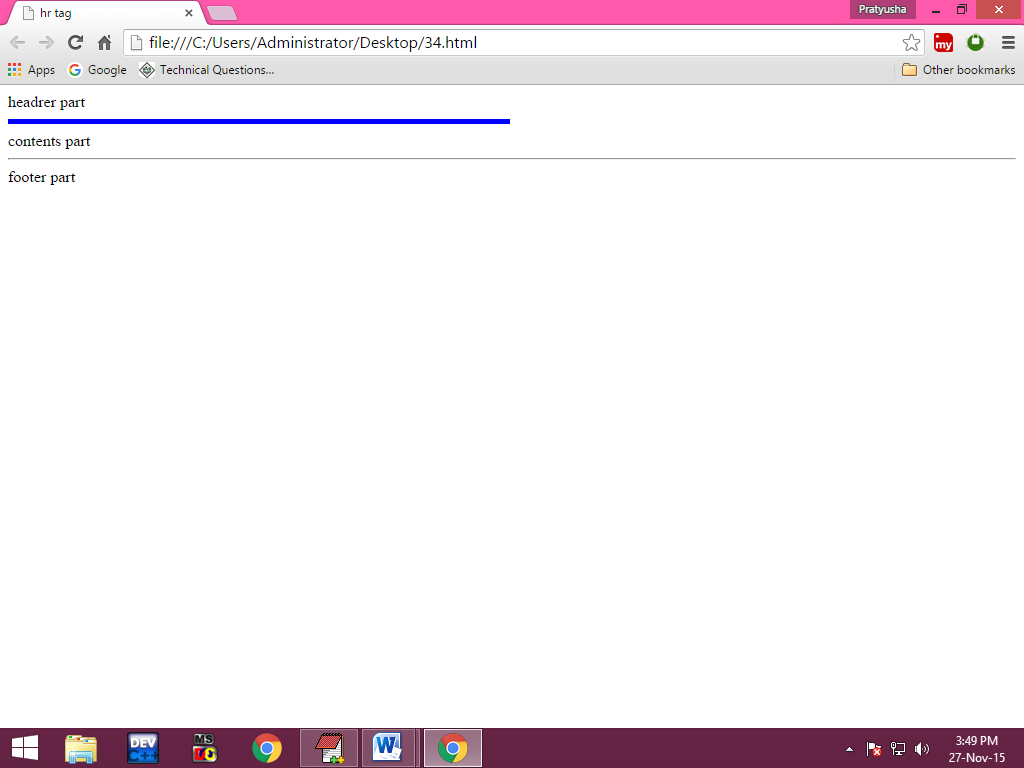 hr tag
Pratyusha
file:///C:/Users/Administrator/Desktop/34.html
my
Apps
Google
Technical Questions...
Other bookmarks
headrer part
contents part
footer part
DEV
C++
MS
W
3:49 PM
27-Nov-15